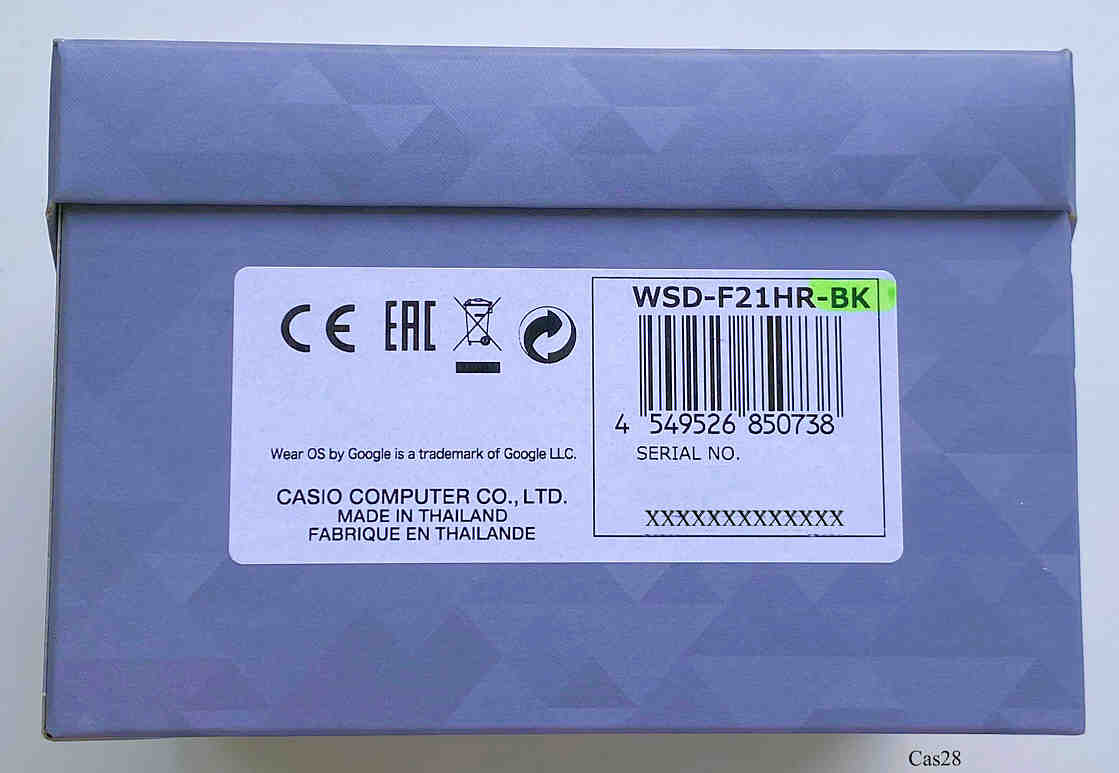 CE EAC
Wear OS by Google is a trademark of Google LLC.
CASIO COMPUTER CO., LTD.
MADE IN THAILAND
FABRIQUE EN THAILANDE
WSD-F21HR-BK
4 549526 850738
SERIAL NO.
XXXXXXXXXXXXX
Cas28